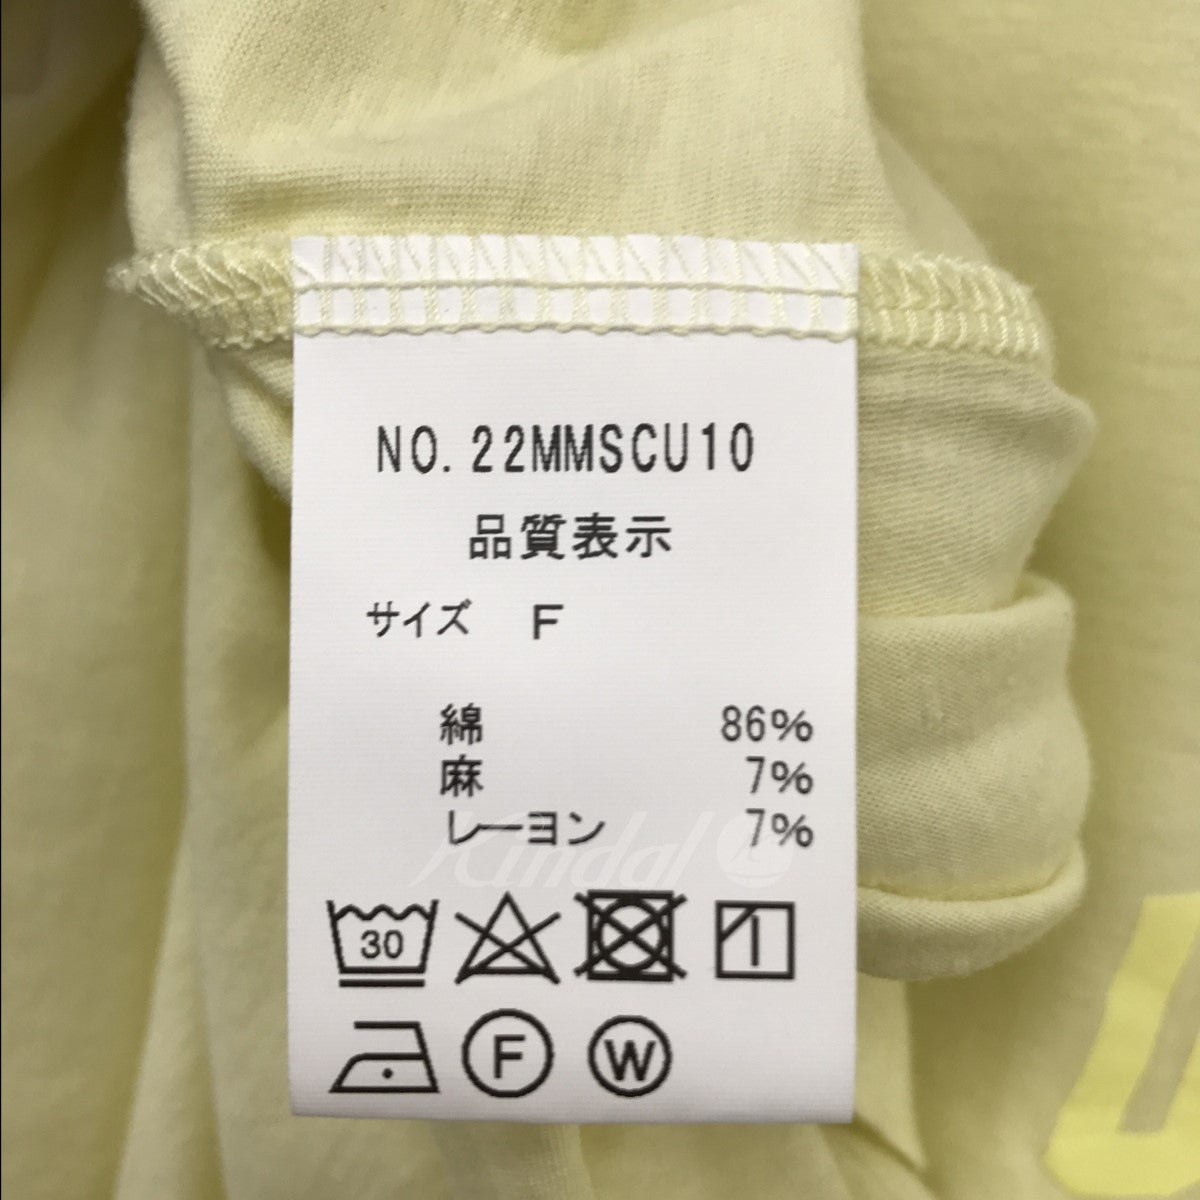 NO.22MMSCU10
品質表示
サイズ F
綿 86%
麻 7%
レーヨン 7%
Kindal
30
F W